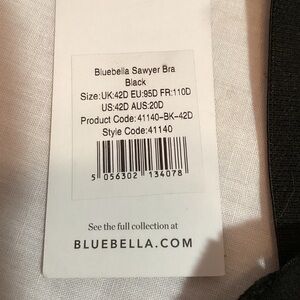 Bluebella Sawyer Bra
Black
Size:UK:42D EU:95D FR:110D
US:42D AUS:20D
Product Code:41140-BK-42D
Style Code:41140
5 056302 134078
See the full collection at
BLUEBELLA.COM